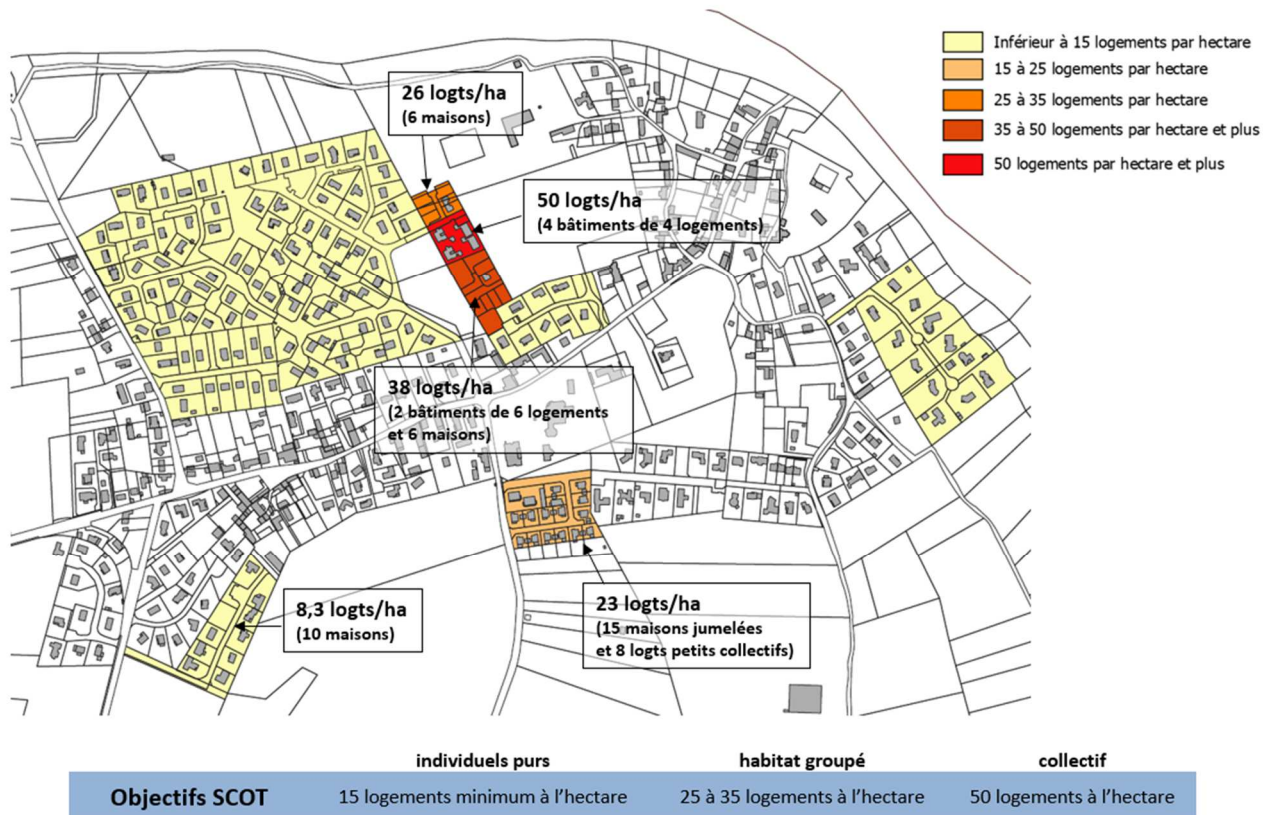 Inférieur à 15 logements par hectare
15 à 25 logements par hectare
25 à 35 logements par hectare
35 à 50 logements par hectare et plus
50 logements par hectare et plus
26 logts/ha
(6 maisons)
50 logts/ha
(4 bâtiments de 4 logements)
38 logts/ha
(2 bâtiments de 6 logements
et 6 maisons)
8,3 logts/ha
(10 maisons)
23 logts/ha
(15 maisons jumelées
et 8 logts petits collectifs)
individuels purs habitat groupé collectif
Objectifs SCOT 15 logements minimum à l'hectare 25 à 35 logements à l'hectare 50 logements à l'hectare